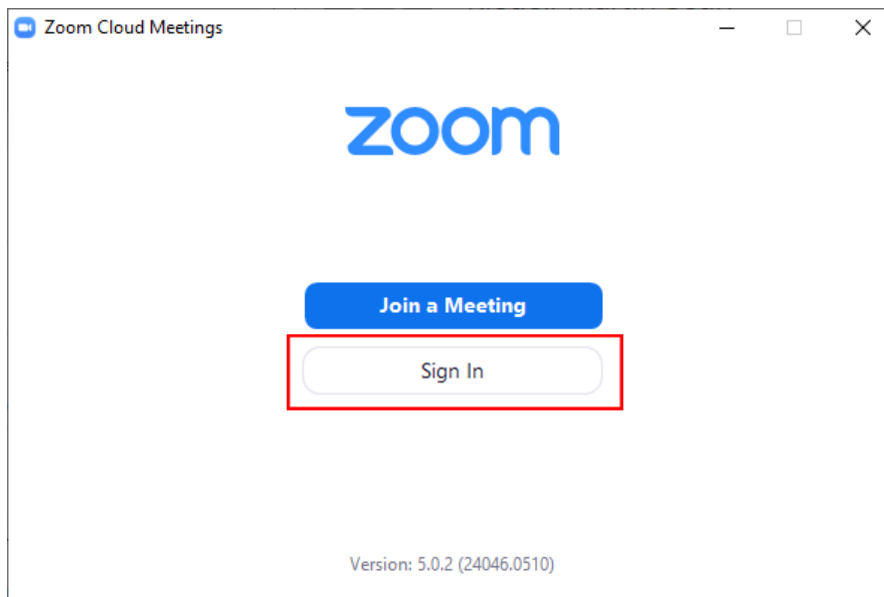 Zoom Cloud Meetings
zoom
Join a Meeting
Sign In
Version: 5.0.2 (24046.0510)